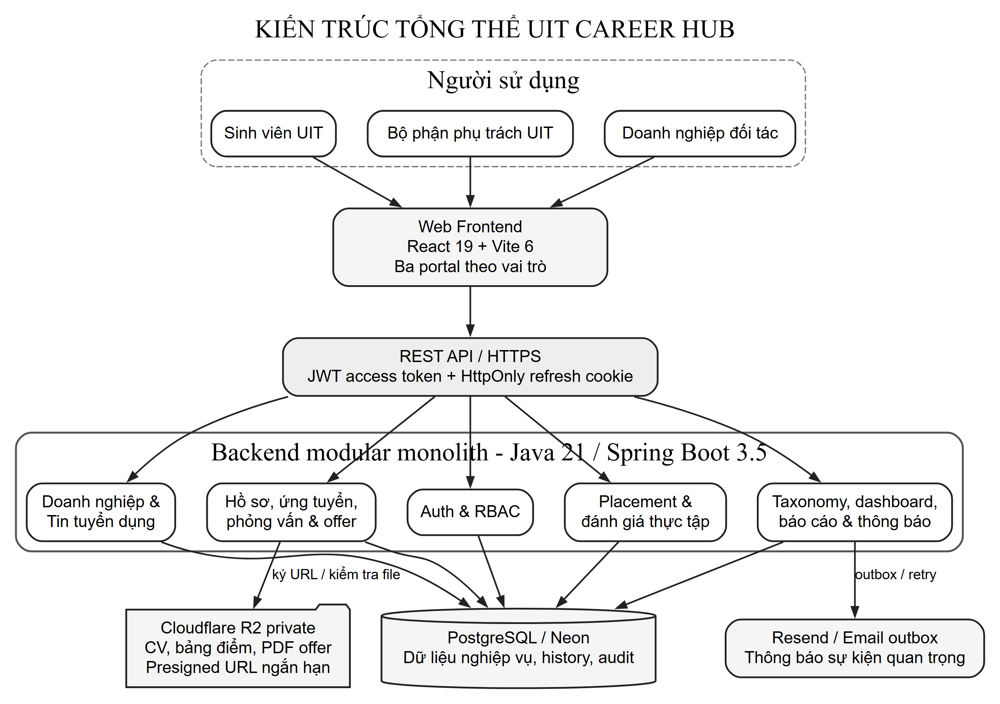 KIẾN TRÚC TỔNG THỂ UIT CAREER HUB
Người sử dụng
Sinh viên UIT
Bộ phận phụ trách UIT
Doanh nghiệp đối tác
Web Frontend
React 19 + Vite 6
Ba portal theo vai trò
REST API / HTTPS
JWT access token + HttpOnly refresh cookie
Backend modular monolith - Java 21 / Spring Boot 3.5
Doanh nghiệp &
Tin tuyển dụng
Hồ sơ, ứng tuyển,
phỏng vấn & offer
Auth & RBAC
Placement &
đánh giá thực tập
Taxonomy, dashboard,
báo cáo & thông báo
ký URL / kiểm tra file
outbox / retry
Cloudflare R2 private
CV, bảng điểm, PDF offer
Presigned URL ngắn hạn
PostgreSQL / Neon
Dữ liệu nghiệp vụ, history, audit
Resend / Email outbox
Thông báo sự kiện quan trọng